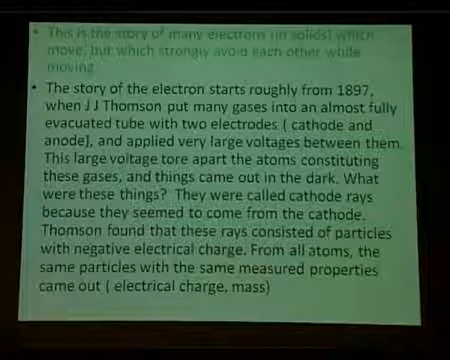 • This is the story of many electrons (in solids) which
move, but which strongly avoid each other while
moving
• The story of the electron starts roughly from 1897,
when J J Thomson put many gases into an almost fully
evacuated tube with two electrodes ( cathode and
anode), and applied very large voltages between them.
This large voltage tore apart the atoms constituting
these gases, and things came out in the dark. What
were these things? They were called cathode rays
because they seemed to come from the cathode.
Thomson found that these rays consisted of particles
with negative electrical charge. From all atoms, the
same particles with the same measured properties
came out ( electrical charge, mass)